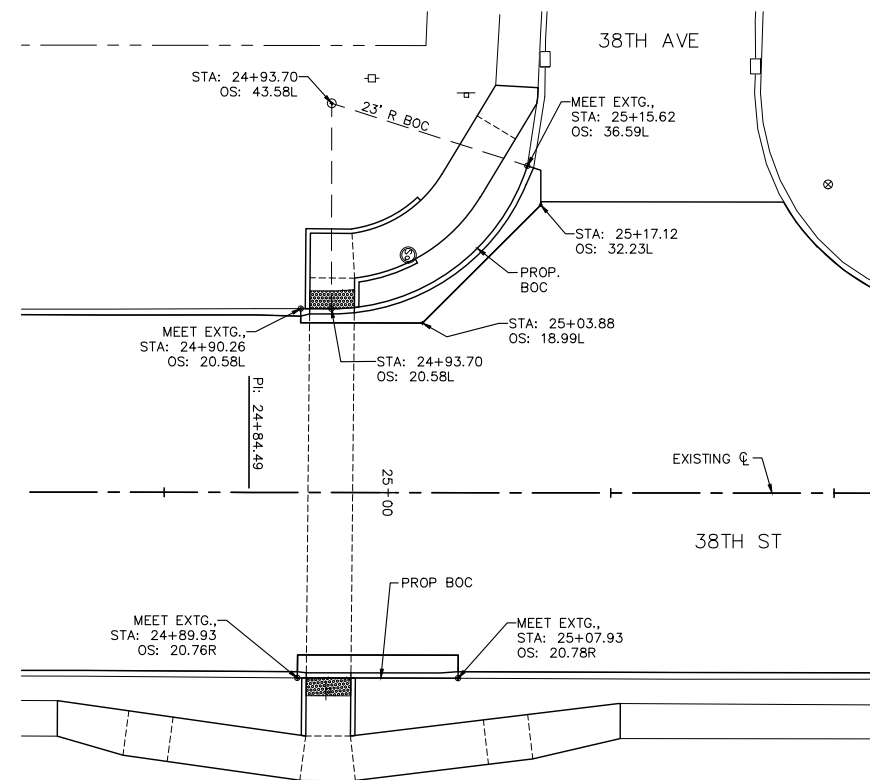 38TH AVE
STA: 24+93.70
OS: 43.58L
23' R BOC
MEET EXTG.,
STA: 25+15.62
OS: 36.59L
STA: 25+17.12
OS: 32.23L
PROP.
BOC
STA: 25+03.88
OS: 18.99L
MEET EXTG.,
STA: 24+90.26
OS: 20.58L
STA: 24+93.70
OS: 20.58L
PI: 24+84.49
25+00
EXISTING ℄
38TH ST
PROP BOC
MEET EXTG.,
STA: 24+89.93
OS: 20.76R
MEET EXTG.,
STA: 25+07.93
OS: 20.78R